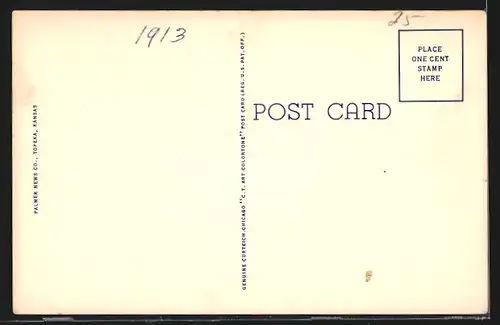 1913
25-
PLACE
ONE CENT
STAMP
HERE
POST CARD
PALMER NEWS CO., TOPEKA, KANSAS
GENUINE CURTEICH-CHICAGO "C.T. ART-COLORTONE" POST CARD (REG. U.S. PAT. OFF.)